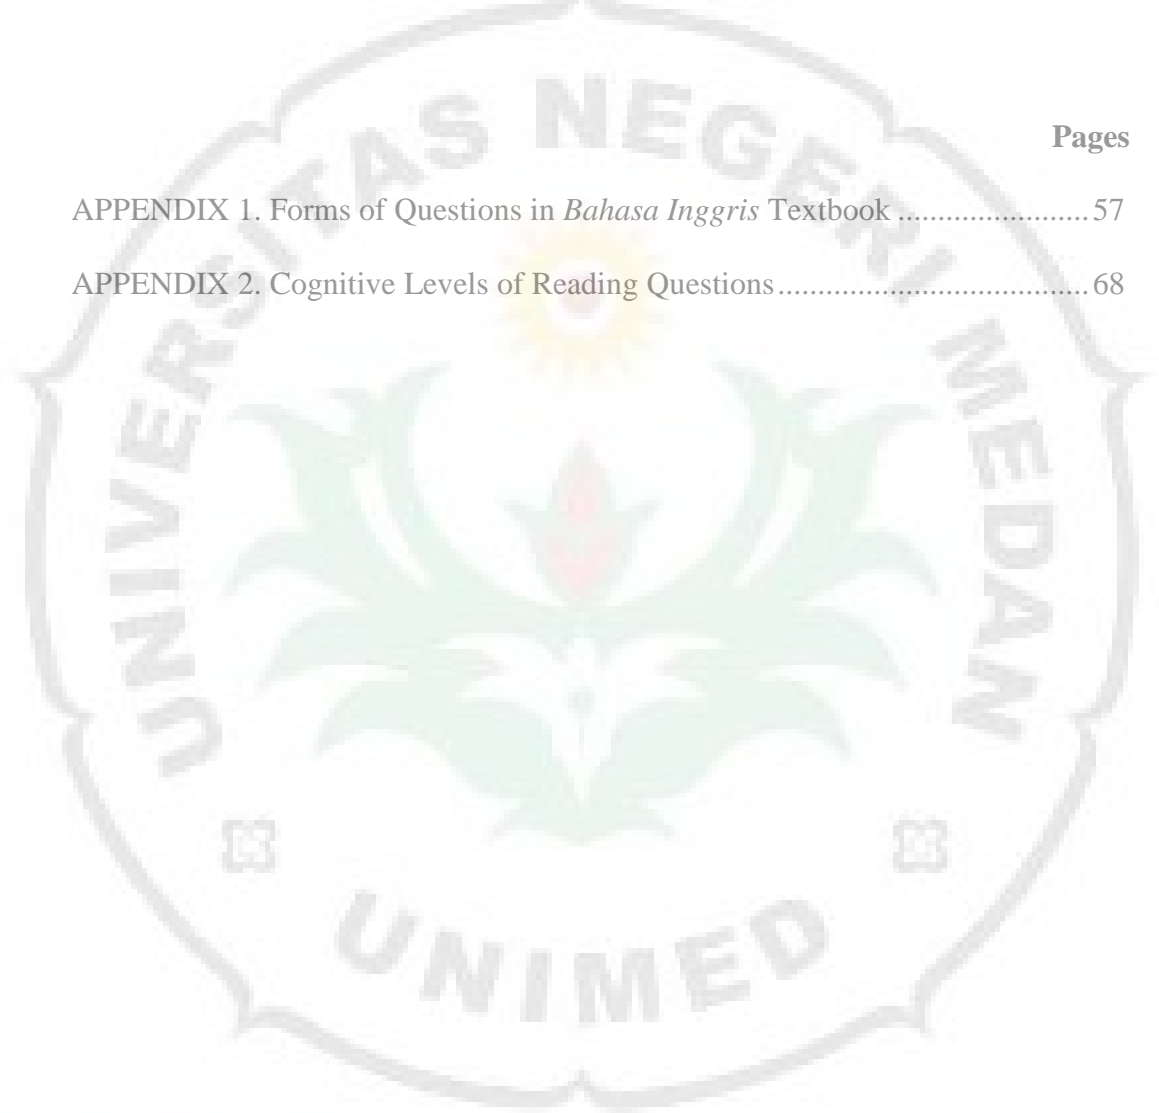 Pages
APPENDIX 1. Forms of Questions in Bahasa Inggris Textbook ........................ 57
APPENDIX 2. Cognitive Levels of Reading Questions ....................................... 68
UNIVERSITAS NEGERI MEDAN
UNIMED